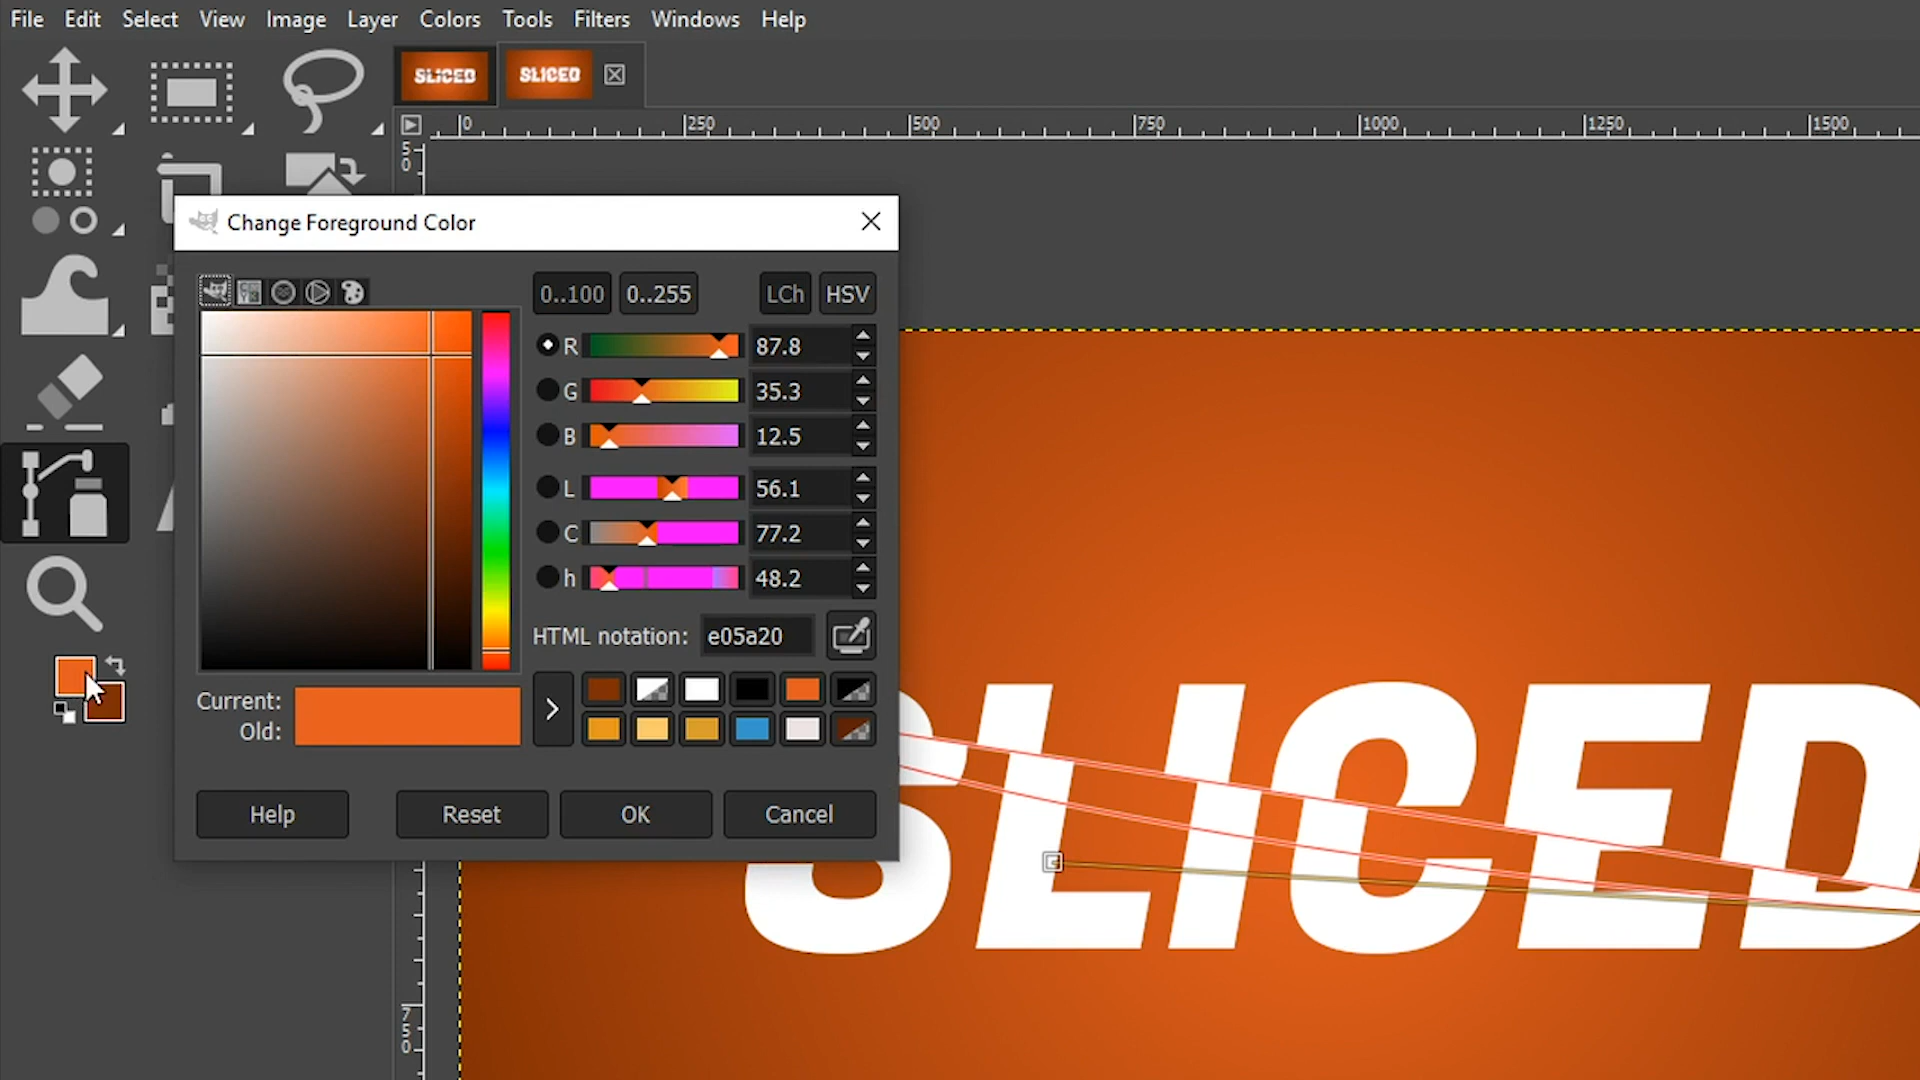 File Edit Select View Image Layer Colors Tools Filters Windows Help
SLICED SLICED
0 250 500 750 1000 1250 1500
50
Change Foreground Color
0..100 0..255 LCh HSV
R 87.8
G 35.3
B 12.5
L 56.1
C 77.2
h 48.2
HTML notation: e05a20
Current:
Old:
Help Reset OK Cancel
SLICED
750